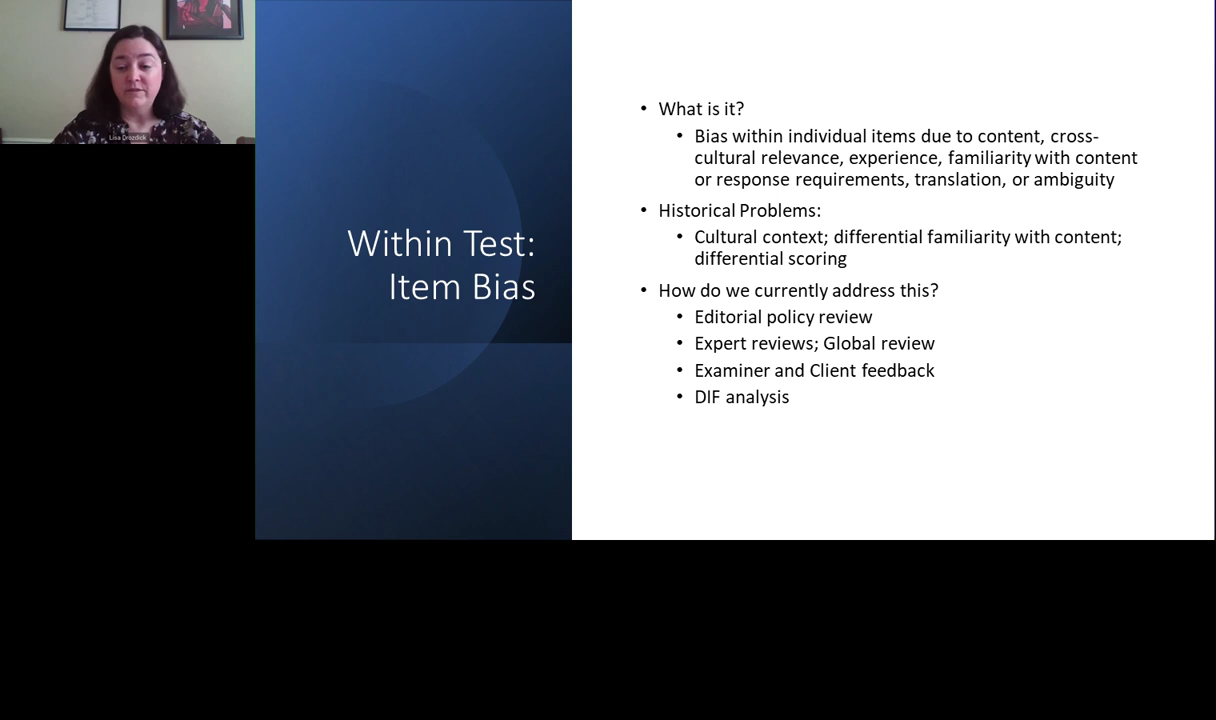 Lisa Drozdick
Within Test:
Item Bias
• What is it?
• Bias within individual items due to content, cross-
cultural relevance, experience, familiarity with content
or response requirements, translation, or ambiguity
• Historical Problems:
• Cultural context; differential familiarity with content;
differential scoring
• How do we currently address this?
• Editorial policy review
• Expert reviews; Global review
• Examiner and Client feedback
• DIF analysis